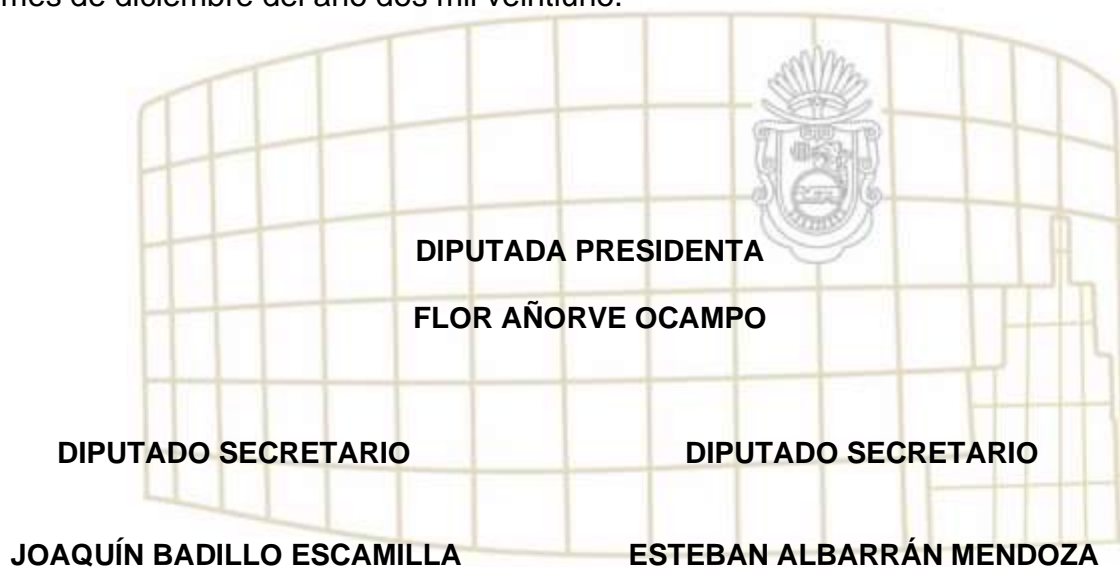 mes de diciembre del año dos mil veintiuno.
DIPUTADA PRESIDENTA
FLOR AÑORVE OCAMPO
DIPUTADO SECRETARIO DIPUTADO SECRETARIO
JOAQUÍN BADILLO ESCAMILLA ESTEBAN ALBARRÁN MENDOZA